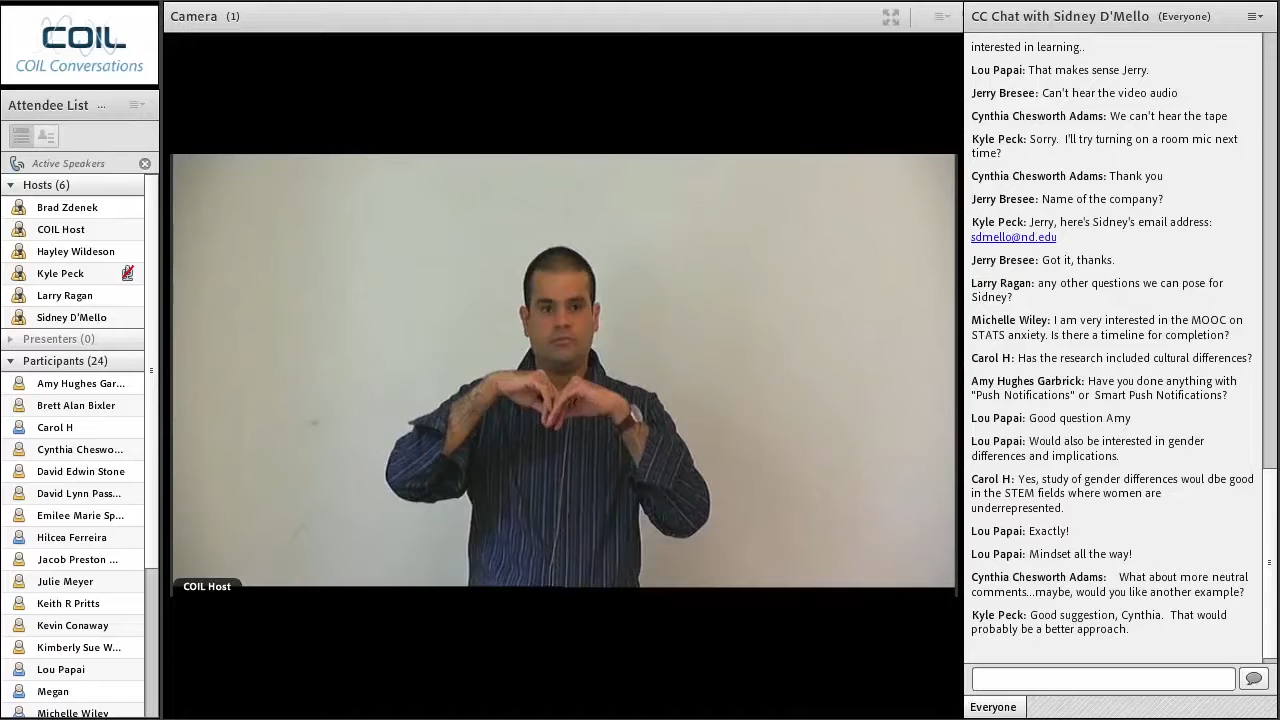 COIL
COIL Conversations
Attendee List ...
Active Speakers
Hosts (6)
Brad Zdenek
COIL Host
Hayley Wildeson
Kyle Peck
Larry Ragan
Sidney D'Mello
Presenters (0)
Participants (24)
Amy Hughes Gar...
Brett Alan Bixler
Carol H
Cynthia Cheswo...
David Edwin Stone
David Lynn Pass...
Emilee Marie Sp...
Hilcea Ferreira
Jacob Preston ...
Julie Meyer
Keith R Pritts
Kevin Conaway
Kimberly Sue W...
Lou Papai
Megan
Michelle Wiley
Camera (1)
COIL Host
CC Chat with Sidney D'Mello (Everyone)
interested in learning..
Lou Papai: That makes sense Jerry.
Jerry Bresee: Can't hear the video audio
Cynthia Chesworth Adams: We can't hear the tape
Kyle Peck: Sorry. I'll try turning on a room mic next
time?
Cynthia Chesworth Adams: Thank you
Jerry Bresee: Name of the company?
Kyle Peck: Jerry, here's Sidney's email address:
sdmello@nd.edu
Jerry Bresee: Got it, thanks.
Larry Ragan: any other questions we can pose for
Sidney?
Michelle Wiley: I am very interested in the MOOC on
STATS anxiety. Is there a timeline for completion?
Carol H: Has the research included cultural differences?
Amy Hughes Garbrick: Have you done anything with
"Push Notifications" or Smart Push Notifications?
Lou Papai: Good question Amy
Lou Papai: Would also be interested in gender
differences and implications.
Carol H: Yes, study of gender differences woul dbe good
in the STEM fields where women are
underrepresented.
Lou Papai: Exactly!
Lou Papai: Mindset all the way!
Cynthia Chesworth Adams: What about more neutral
comments...maybe, would you like another example?
Kyle Peck: Good suggestion, Cynthia. That would
probably be a better approach.
Everyone